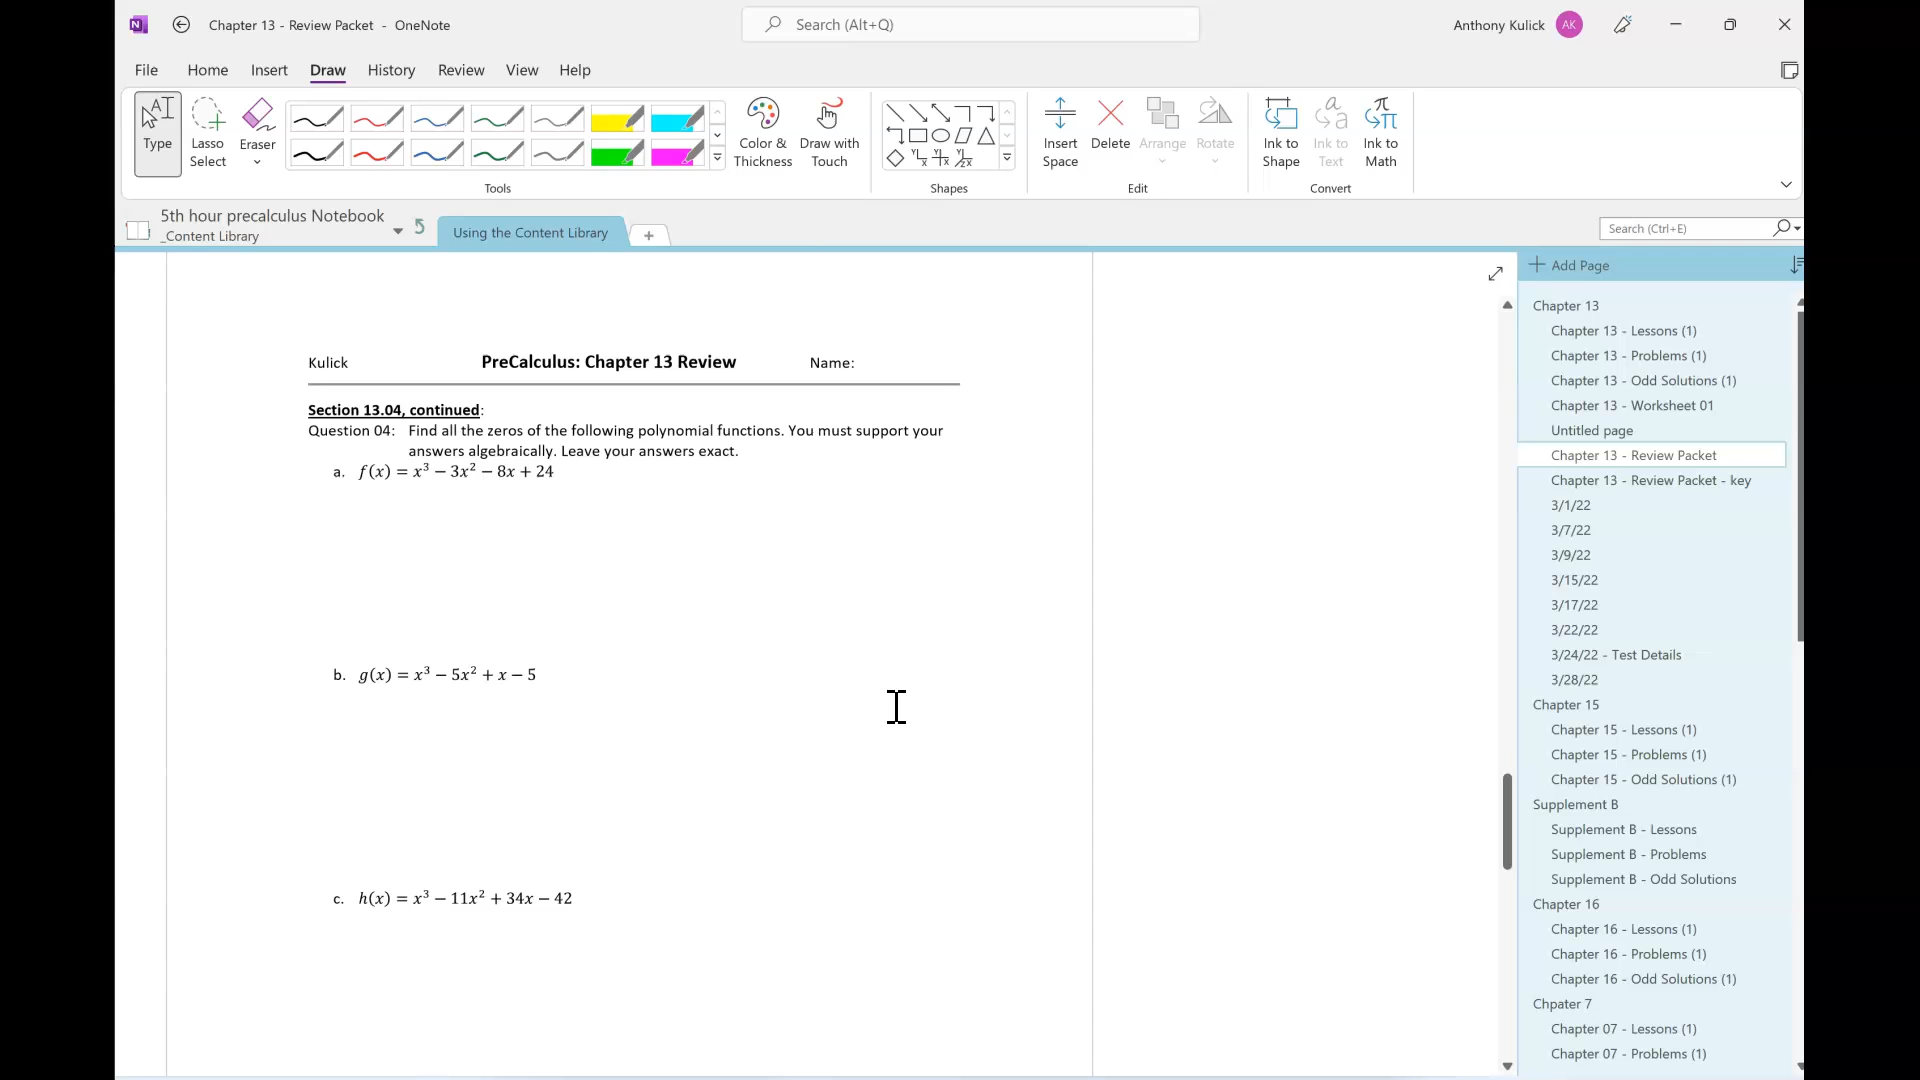 Chapter 13 - Review Packet - OneNote
Search (Alt+Q)
Anthony Kulick
AK
File Home Insert Draw History Review View Help
Type
Lasso Select
Eraser
Color & Thickness
Draw with Touch
Insert Space
Delete
Arrange
Rotate
Ink to Shape
Ink to Text
Ink to Math
Tools
Shapes
Edit
Convert
5th hour precalculus Notebook
_Content Library
Using the Content Library
Search (Ctrl+E)
Kulick PreCalculus: Chapter 13 Review Name:
Section 13.04, continued:
Question 04: Find all the zeros of the following polynomial functions. You must support your
answers algebraically. Leave your answers exact.
a. f(x) = x³ − 3x² − 8x + 24
b. g(x) = x³ − 5x² + x − 5
c. h(x) = x³ − 11x² + 34x − 42
Add Page
Chapter 13
Chapter 13 - Lessons (1)
Chapter 13 - Problems (1)
Chapter 13 - Odd Solutions (1)
Chapter 13 - Worksheet 01
Untitled page
Chapter 13 - Review Packet
Chapter 13 - Review Packet - key
3/1/22
3/7/22
3/9/22
3/15/22
3/17/22
3/22/22
3/24/22 - Test Details
3/28/22
Chapter 15
Chapter 15 - Lessons (1)
Chapter 15 - Problems (1)
Chapter 15 - Odd Solutions (1)
Supplement B
Supplement B - Lessons
Supplement B - Problems
Supplement B - Odd Solutions
Chapter 16
Chapter 16 - Lessons (1)
Chapter 16 - Problems (1)
Chapter 16 - Odd Solutions (1)
Chpater 7
Chapter 07 - Lessons (1)
Chapter 07 - Problems (1)